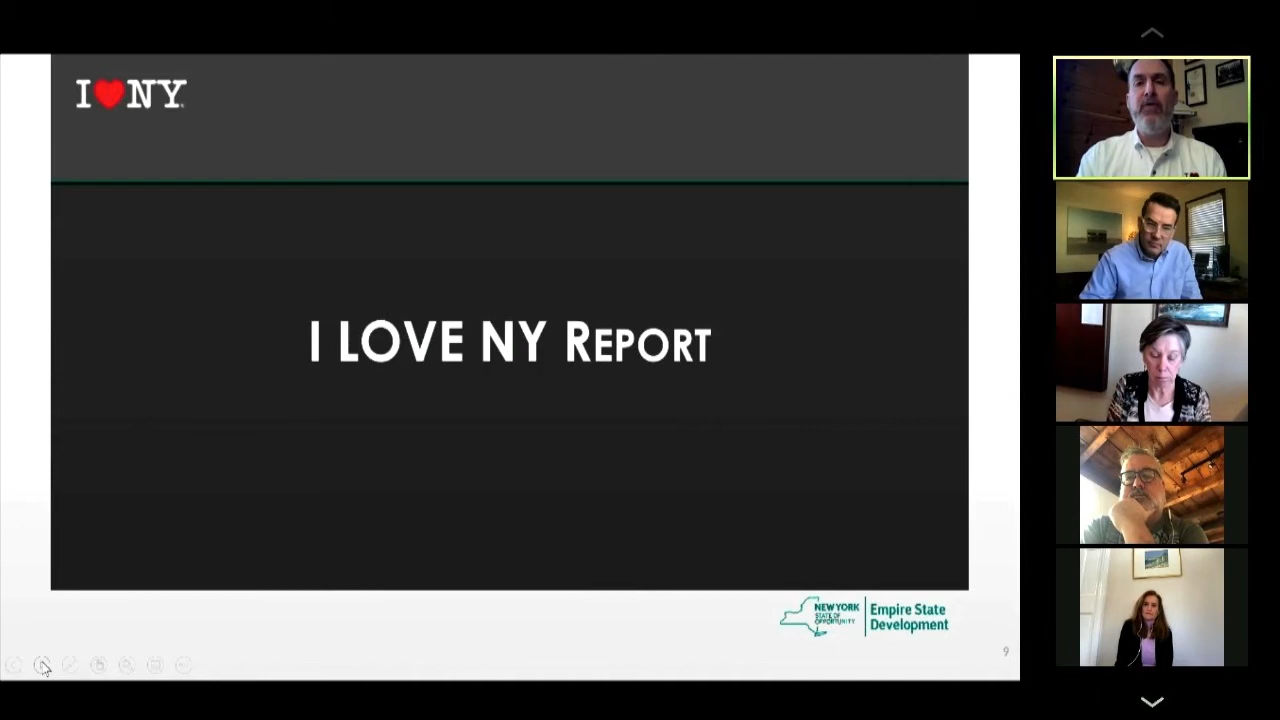 I NY
I LOVE NY REPORT
NEW YORK
STATE OF
OPPORTUNITY
Empire State
Development
9